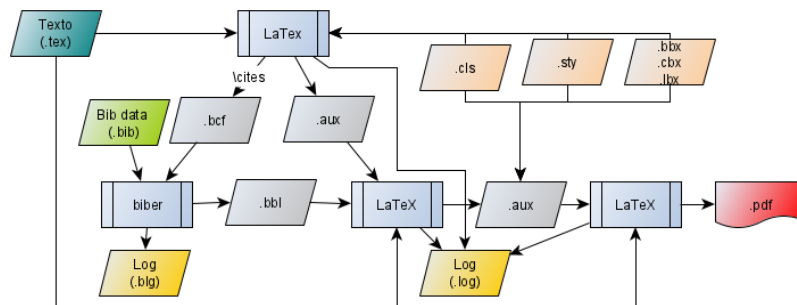 Texto
(.tex)
LaTex
.cls
.sty
.bbx
.cbx
.lbx
\cites
Bib data
(.bib)
.bcf
.aux
biber
.bbl
LaTeX
.aux
LaTeX
.pdf
Log
(.blg)
Log
(.log)